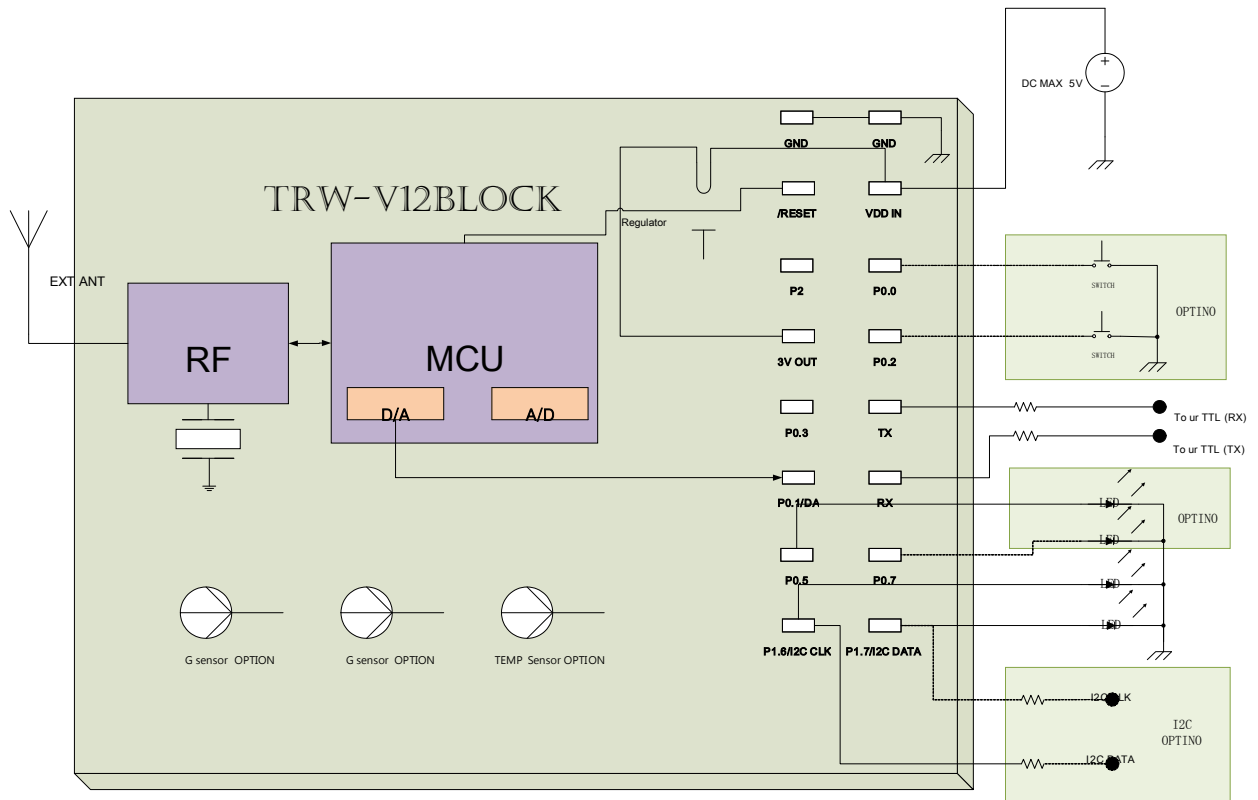 DC MAX 5V
GND
GND
TRW-V12BLOCK
/RESET
VDD IN
Regulator
EXT ANT
P2
P0.0
SWITCH
OPTINO
RF
MCU
3V OUT
P0.2
SWITCH
D/A
A/D
P0.3
TX
To ur TTL (RX)
To ur TTL (TX)
P0.1/DA
RX
LED
OPTINO
LED
P0.5
P0.7
LED
LED
P1.6/I2C CLK
P1.7/I2C DATA
G sensor OPTION
G sensor OPTION
TEMP Sensor OPTION
I2C CLK
I2C
OPTINO
I2C DATA